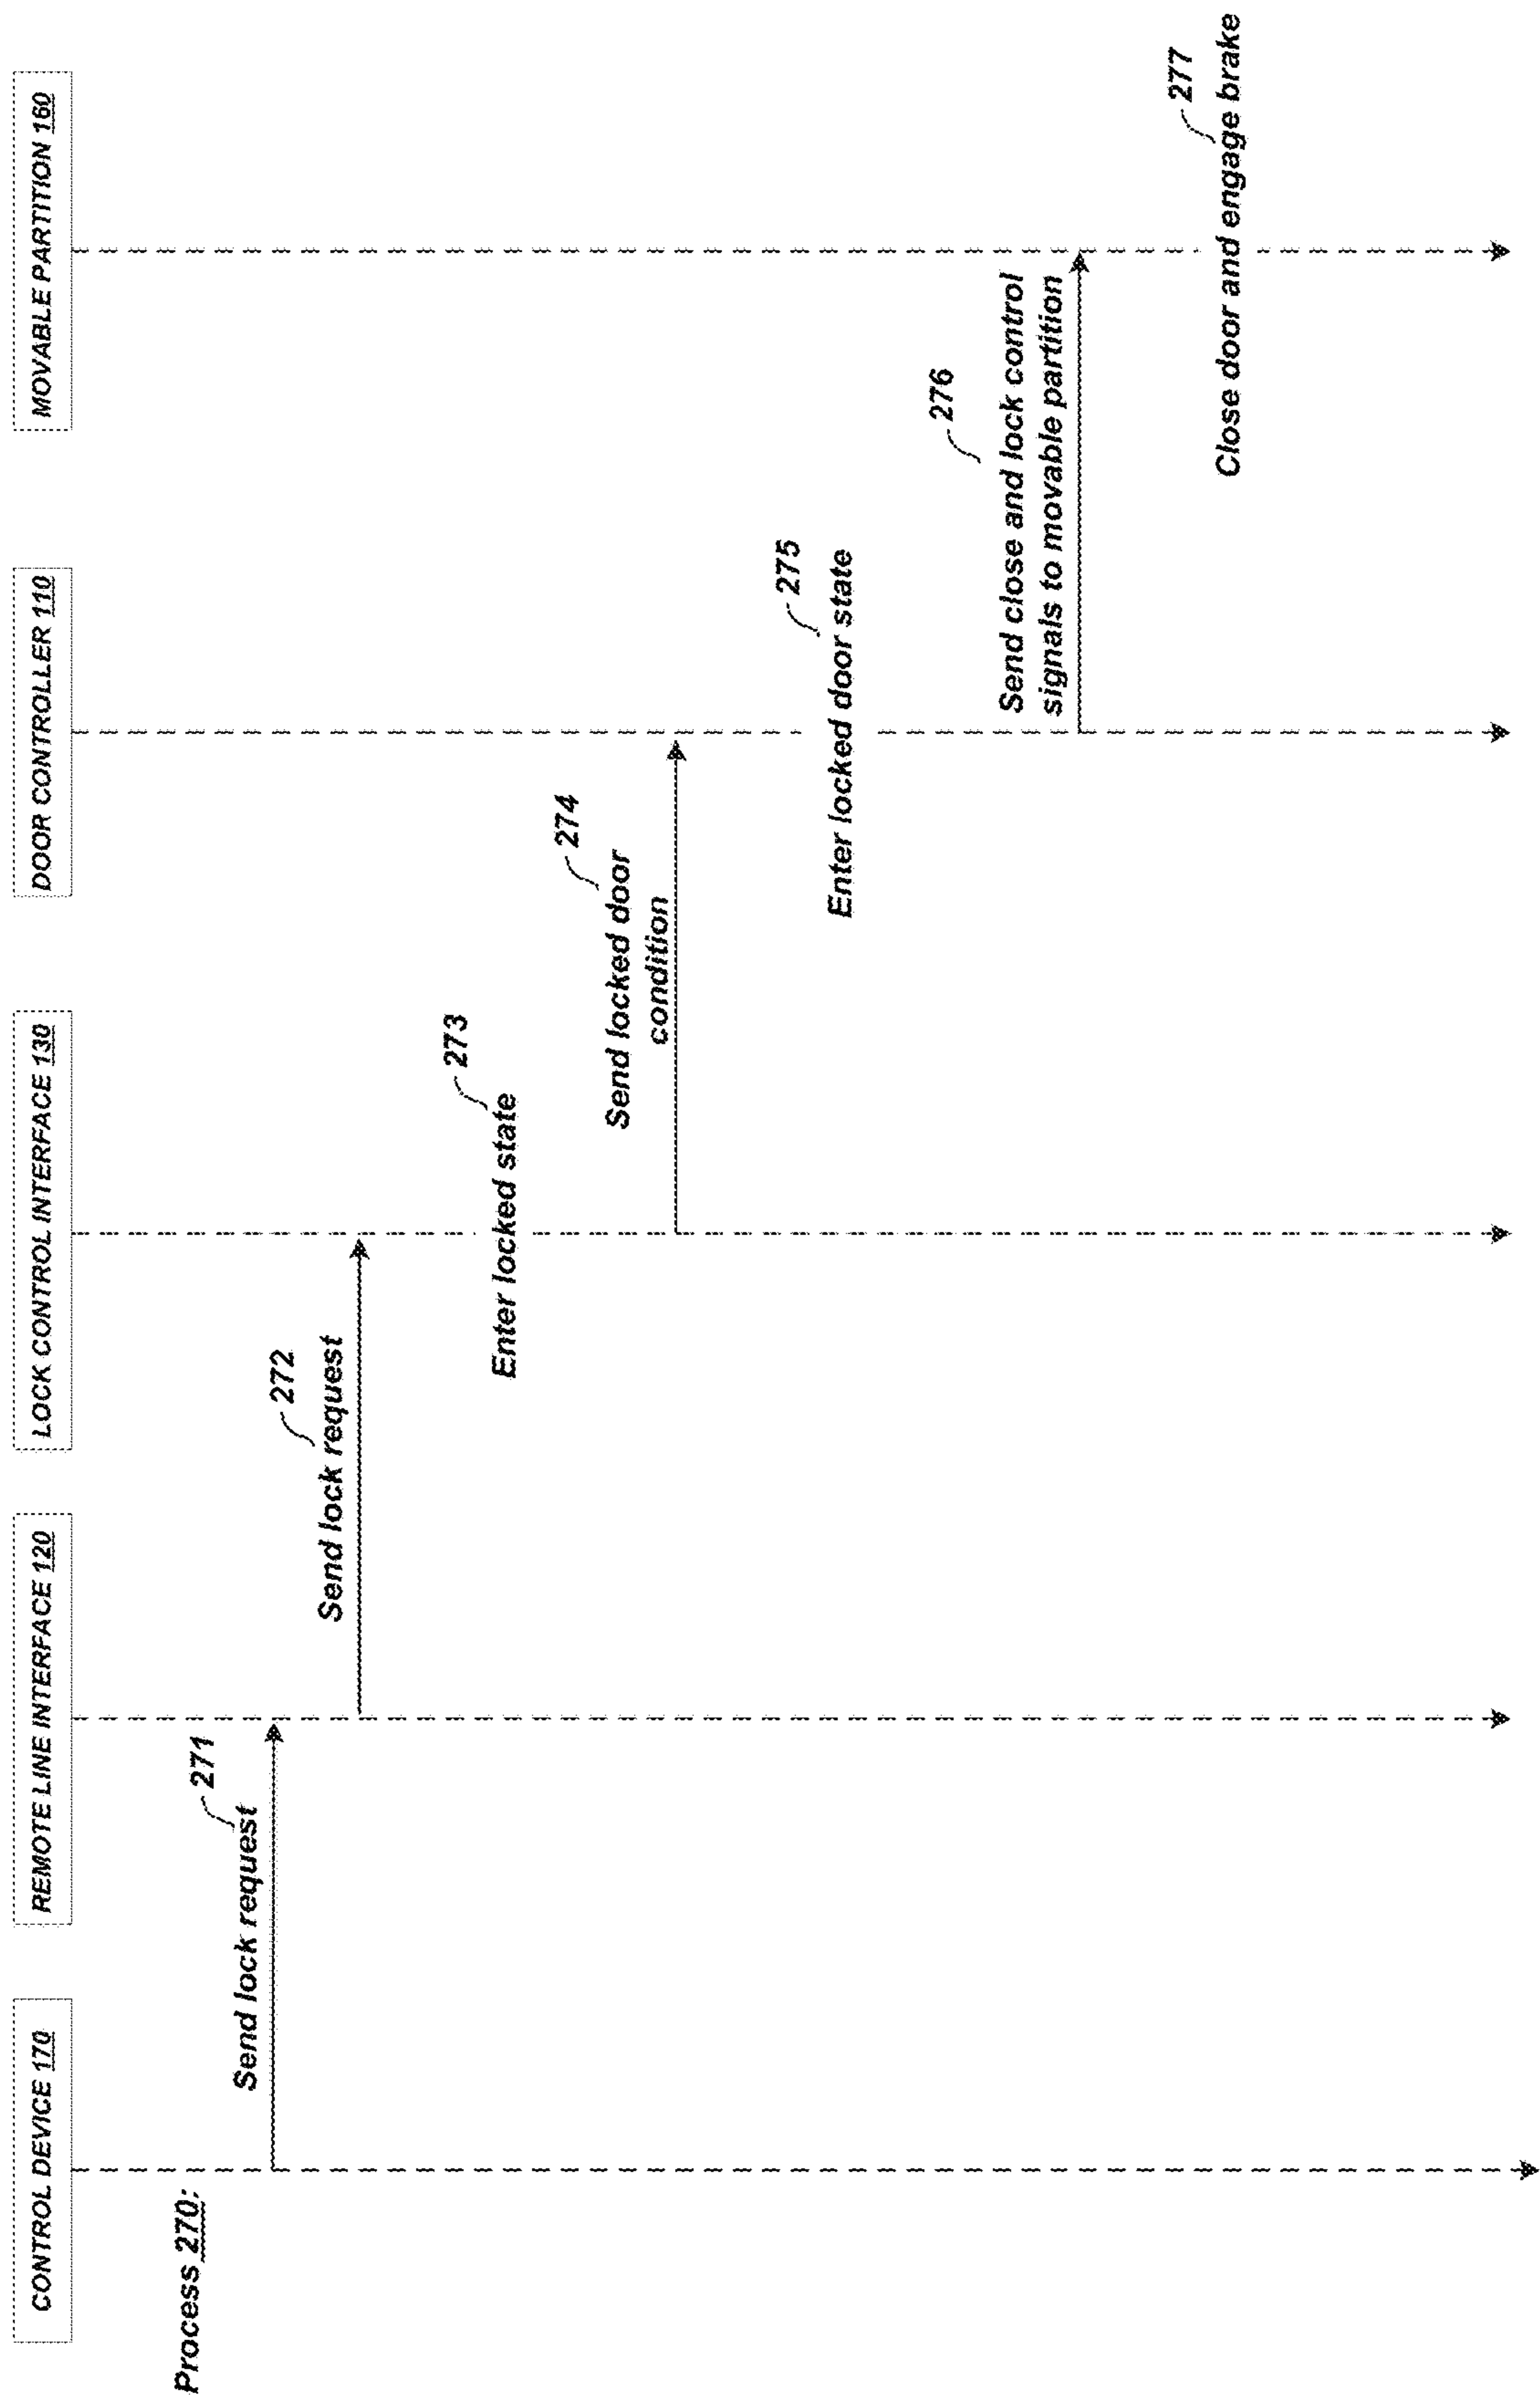 CONTROL DEVICE 170
REMOTE LINE INTERFACE 120
LOCK CONTROL INTERFACE 130
DOOR CONTROLLER 110
MOVABLE PARTITION 160
Process 270:
271
Send lock request
272
Send lock request
273
Enter locked state
274
Send locked door
condition
275
Enter locked door state
276
Send close and lock control
signals to movable partition
277
Close door and engage brake